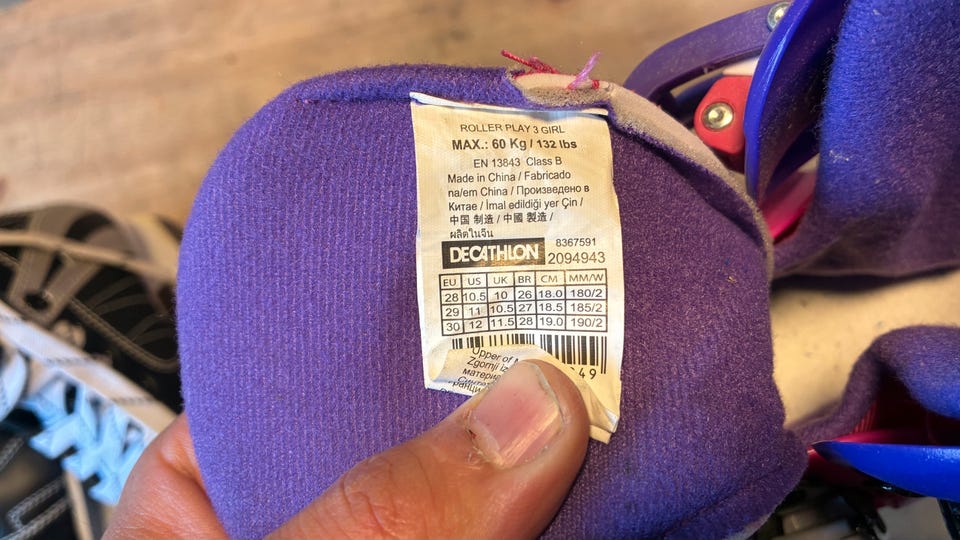 ROLLER PLAY 3 GIRL
MAX.: 60 Kg / 132 lbs
EN 13843 Class B
Made in China / Fabricado
na/em China / Произведено в
Китае / İmal edildiği yer Çin /
中国 制造 / 中國 製造 /
ผลิตในจีน
DECATHLON 8367591
2094943
EU US UK BR CM MM/W
28 10.5 10 26 18.0 180/2
29 11 10.5 27 18.5 185/2
30 12 11.5 28 19.0 190/2
Upper of
Zgornji
матери